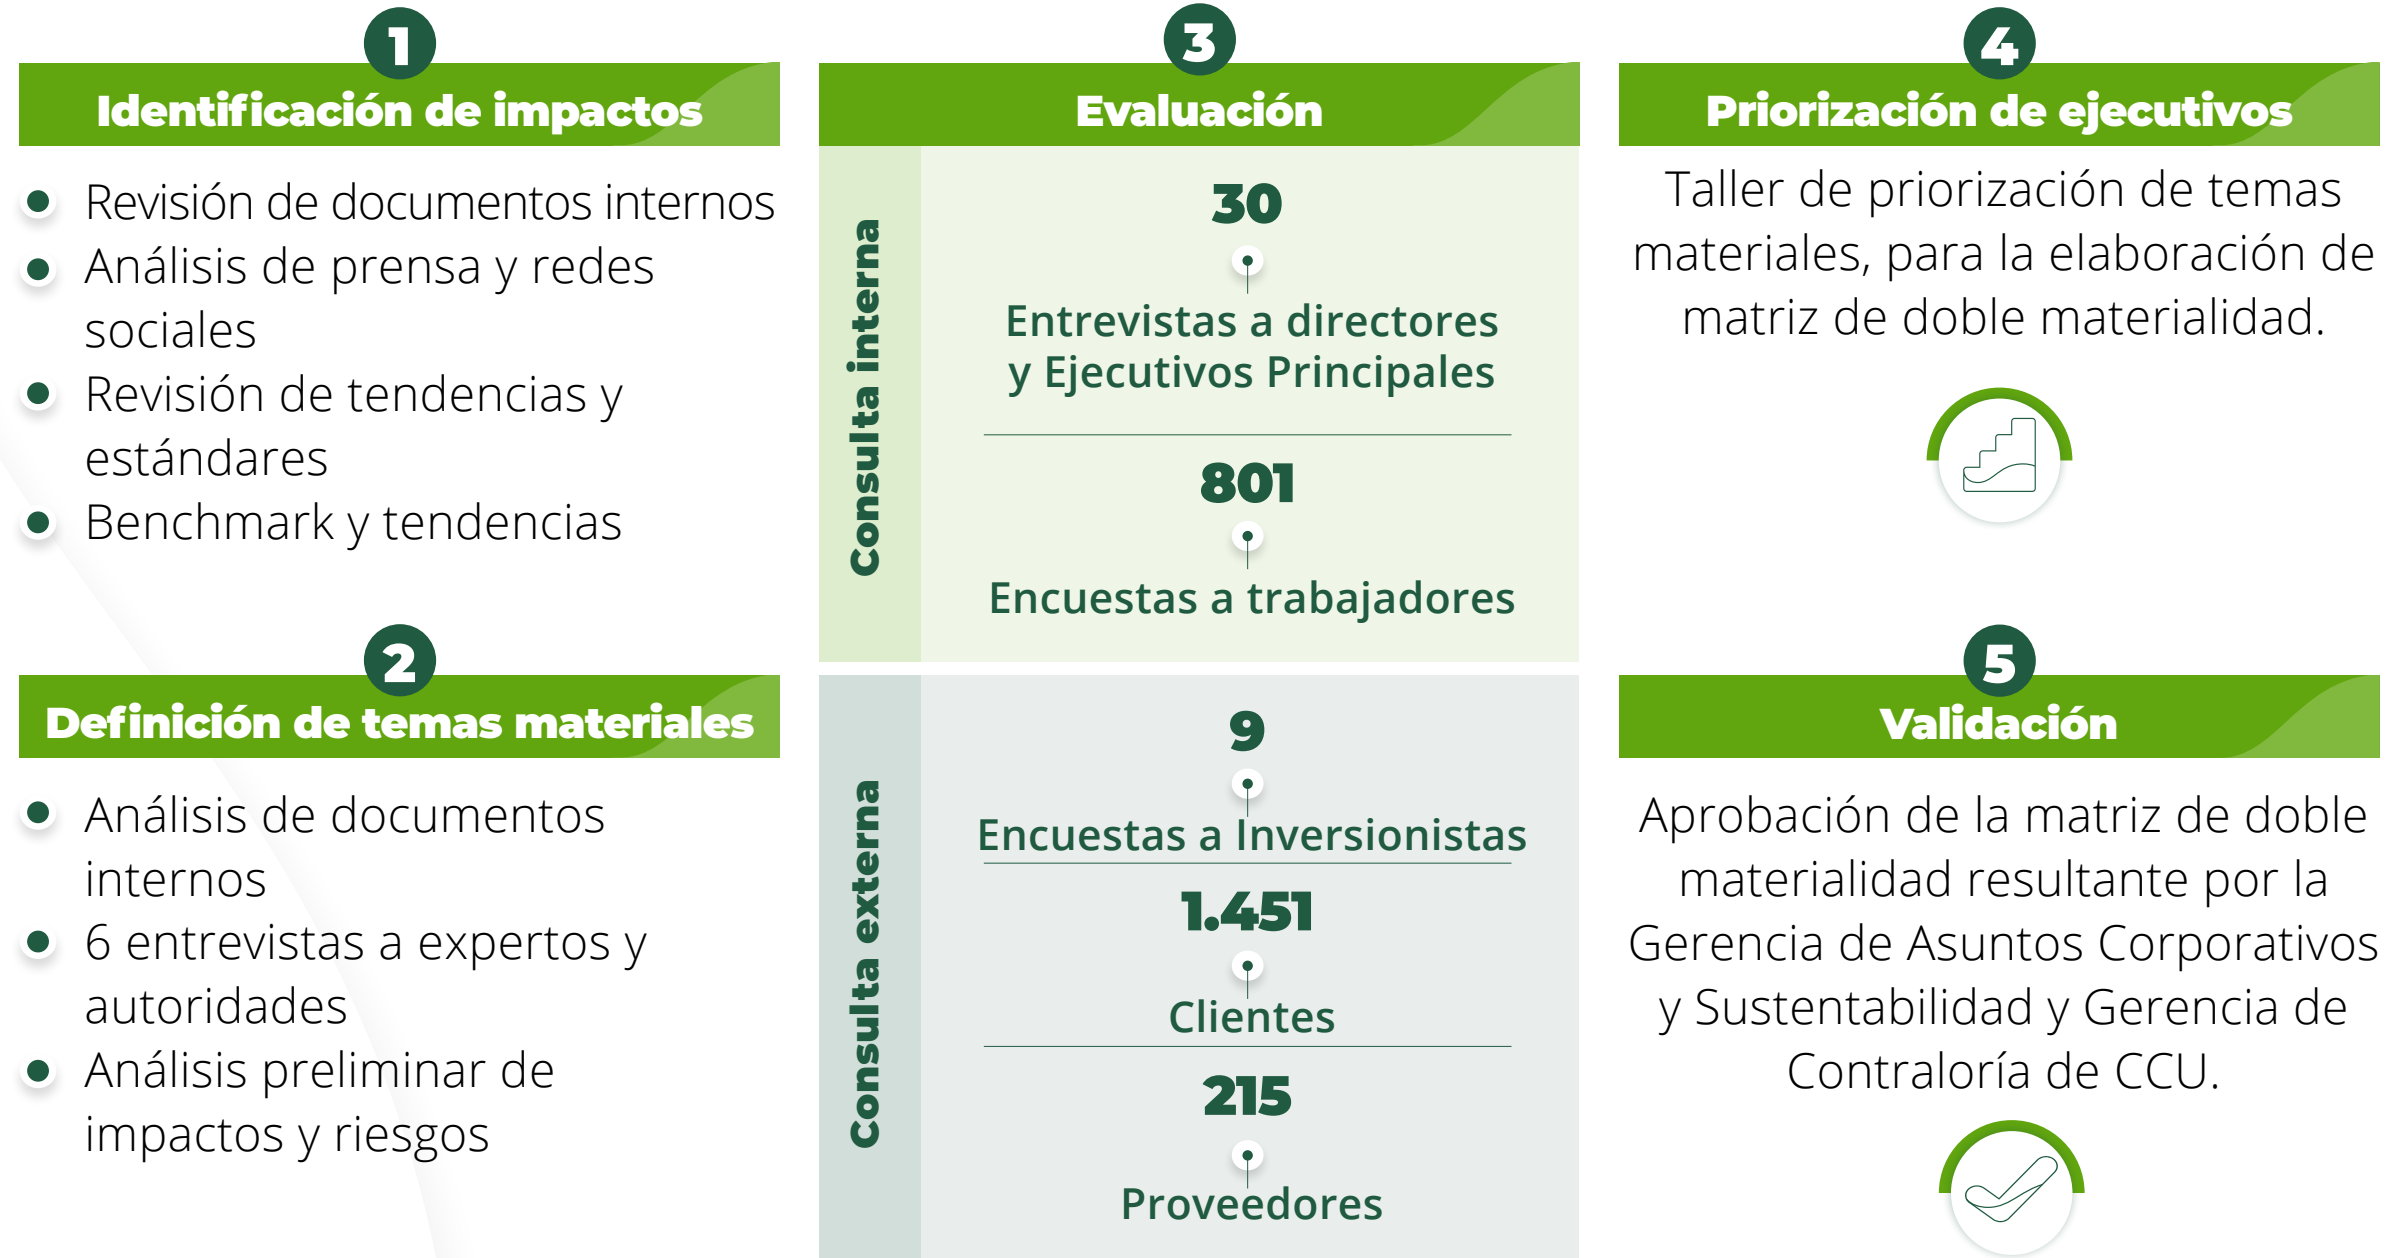 1
Identificación de impactos
Revisión de documentos internos
Análisis de prensa y redes
sociales
Revisión de tendencias y
estándares
Benchmark y tendencias
2
Definición de temas materiales
Análisis de documentos
internos
6 entrevistas a expertos y
autoridades
Análisis preliminar de
impactos y riesgos
3
Evaluación
Consulta interna
30
Entrevistas a directores
y Ejecutivos Principales
801
Encuestas a trabajadores
Consulta externa
9
Encuestas a Inversionistas
1.451
Clientes
215
Proveedores
4
Priorización de ejecutivos
Taller de priorización de temas
materiales, para la elaboración de
matriz de doble materialidad.
5
Validación
Aprobación de la matriz de doble
materialidad resultante por la
Gerencia de Asuntos Corporativos
y Sustentabilidad y Gerencia de
Contraloría de CCU.